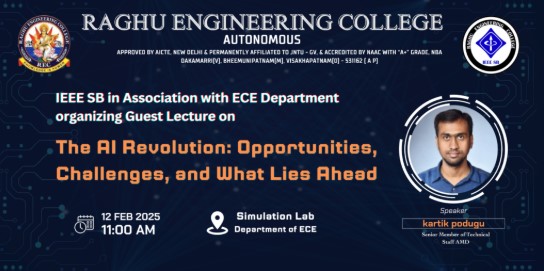 RAGHU ENGINEERING COLLEGE
AUTONOMOUS
APPROVED BY AICTE, NEW DELHI & PERMANENTLY AFFILIATED TO JNTU - GV, & ACCREDITED BY NAAC WITH "A+" GRADE, NBA
DAKAMARRI(V), BHEEMUNIPATNAM(M), VISAKHAPATNAM(D) - 531162 [ A P ]
REC
IEEE SB
IEEE SB in Association with ECE Department
organizing Guest Lecture on
The AI Revolution: Opportunities,
Challenges, and What Lies Ahead
12 FEB 2025
11:00 AM
Simulation Lab
Department of ECE
Speaker
kartik podugu
Senior Member of Technical
Staff AMD